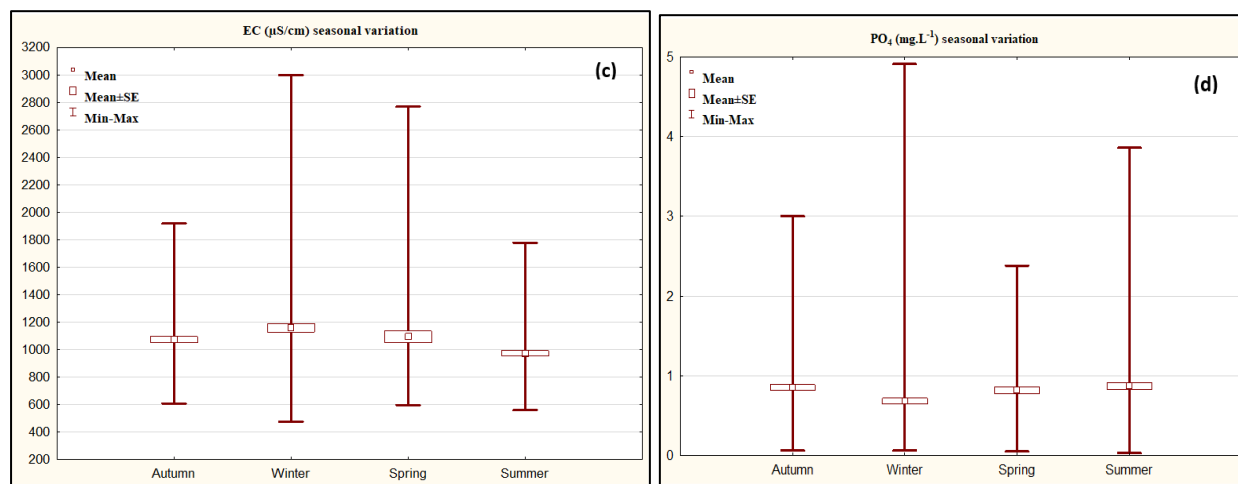 EC (µS/cm) seasonal variation
3200
3000
2800
2600
2400
2200
2000
1800
1600
1400
1200
1000
800
600
400
200
Mean
Mean±SE
Min-Max
(c)
Autumn Winter Spring Summer
PO₄ (mg.L⁻¹) seasonal variation
5
4
3
2
1
0
Mean
Mean±SE
Min-Max
(d)
Autumn Winter Spring Summer